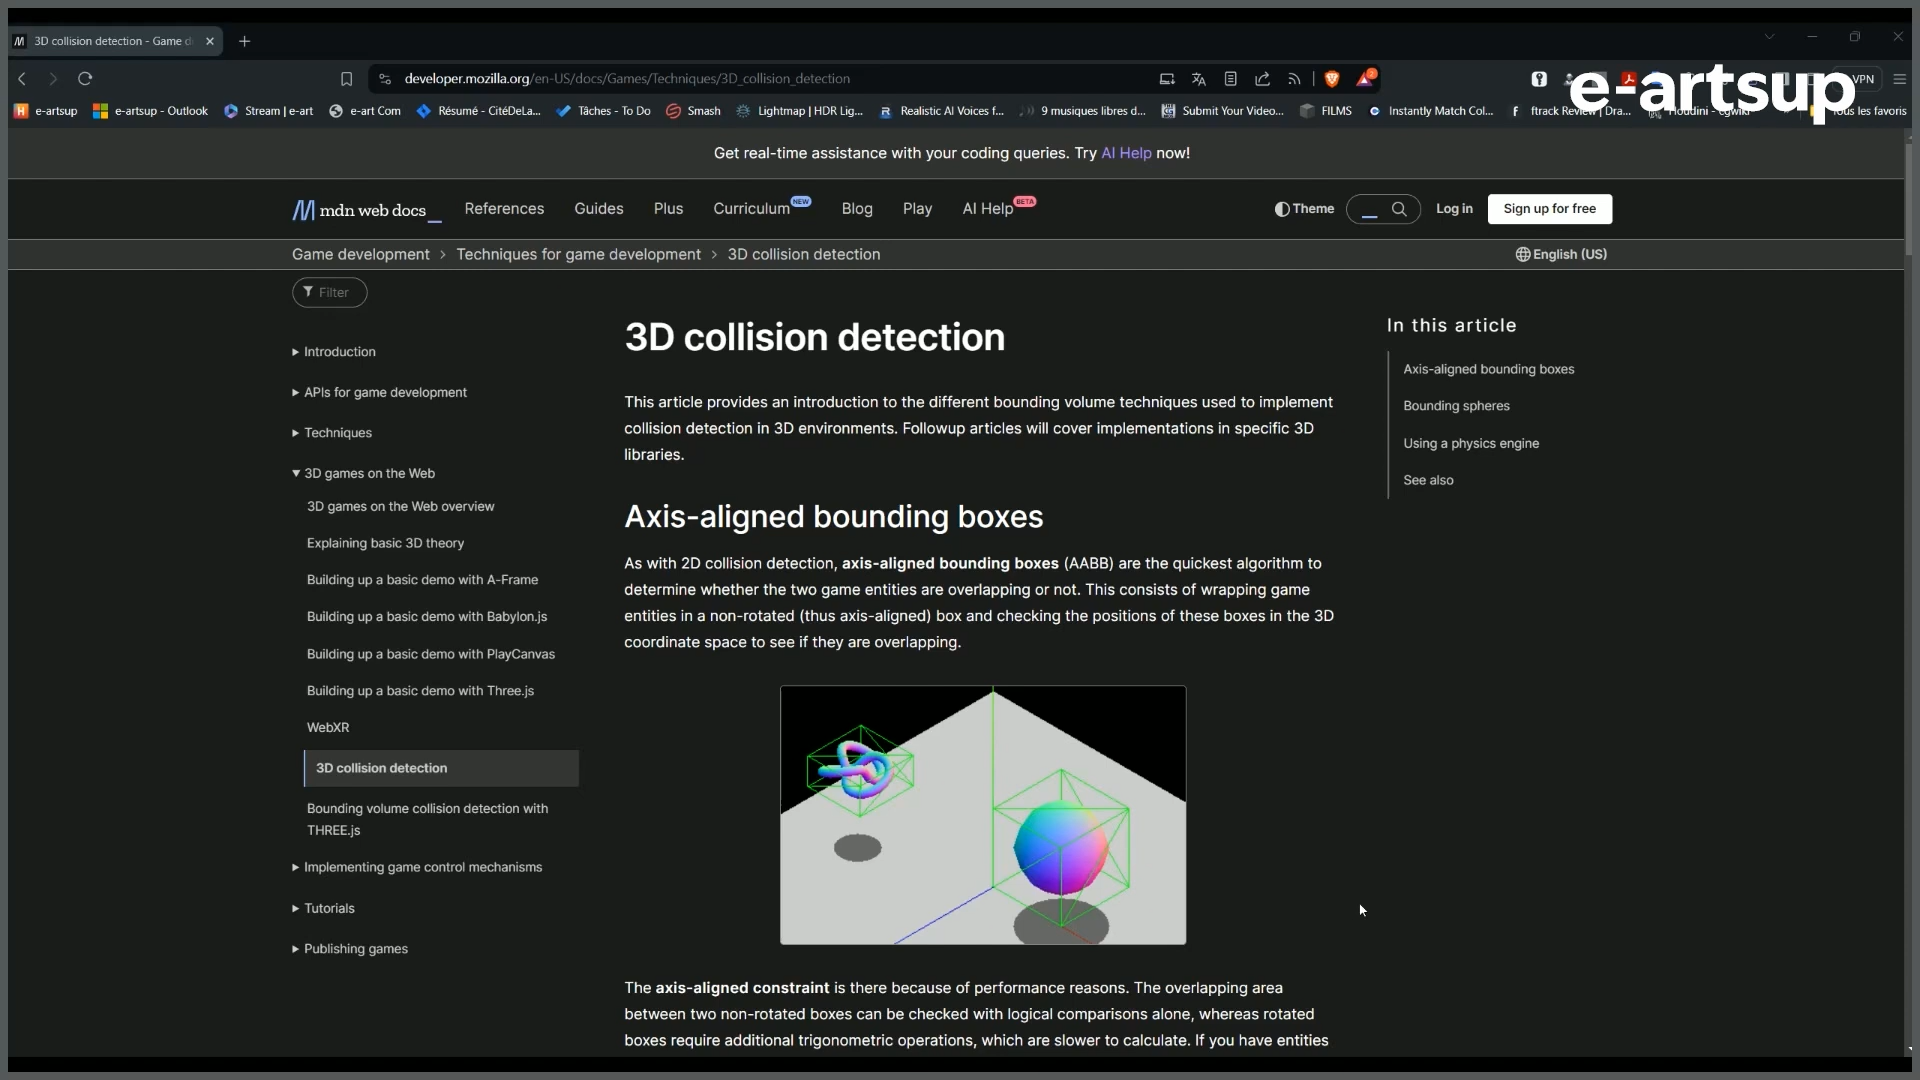 3D collision detection - Game d
developer.mozilla.org/en-US/docs/Games/Techniques/3D_collision_detection
2
VPN
e-artsup
e-artsup
e-artsup - Outlook
Stream | e-art
e-art Com
Résumé - CitéDeLa...
Tâches - To Do
Smash
Lightmap | HDR Lig...
Realistic AI Voices f...
9 musiques libres d...
Submit Your Video...
FILMS
Instantly Match Col...
ftrack Review | Dra...
Houdini - cgwiki
Tous les favoris
Get real-time assistance with your coding queries. Try AI Help now!
mdn web docs_
References
Guides
Plus
Curriculum NEW
Blog
Play
AI Help BETA
Theme
Log in
Sign up for free
Game development > Techniques for game development > 3D collision detection
English (US)
Filter
Introduction
APIs for game development
Techniques
3D games on the Web
3D games on the Web overview
Explaining basic 3D theory
Building up a basic demo with A-Frame
Building up a basic demo with Babylon.js
Building up a basic demo with PlayCanvas
Building up a basic demo with Three.js
WebXR
3D collision detection
Bounding volume collision detection with
THREE.js
Implementing game control mechanisms
Tutorials
Publishing games
3D collision detection
This article provides an introduction to the different bounding volume techniques used to implement
collision detection in 3D environments. Followup articles will cover implementations in specific 3D
libraries.
Axis-aligned bounding boxes
As with 2D collision detection, axis-aligned bounding boxes (AABB) are the quickest algorithm to
determine whether the two game entities are overlapping or not. This consists of wrapping game
entities in a non-rotated (thus axis-aligned) box and checking the positions of these boxes in the 3D
coordinate space to see if they are overlapping.
The axis-aligned constraint is there because of performance reasons. The overlapping area
between two non-rotated boxes can be checked with logical comparisons alone, whereas rotated
boxes require additional trigonometric operations, which are slower to calculate. If you have entities
In this article
Axis-aligned bounding boxes
Bounding spheres
Using a physics engine
See also